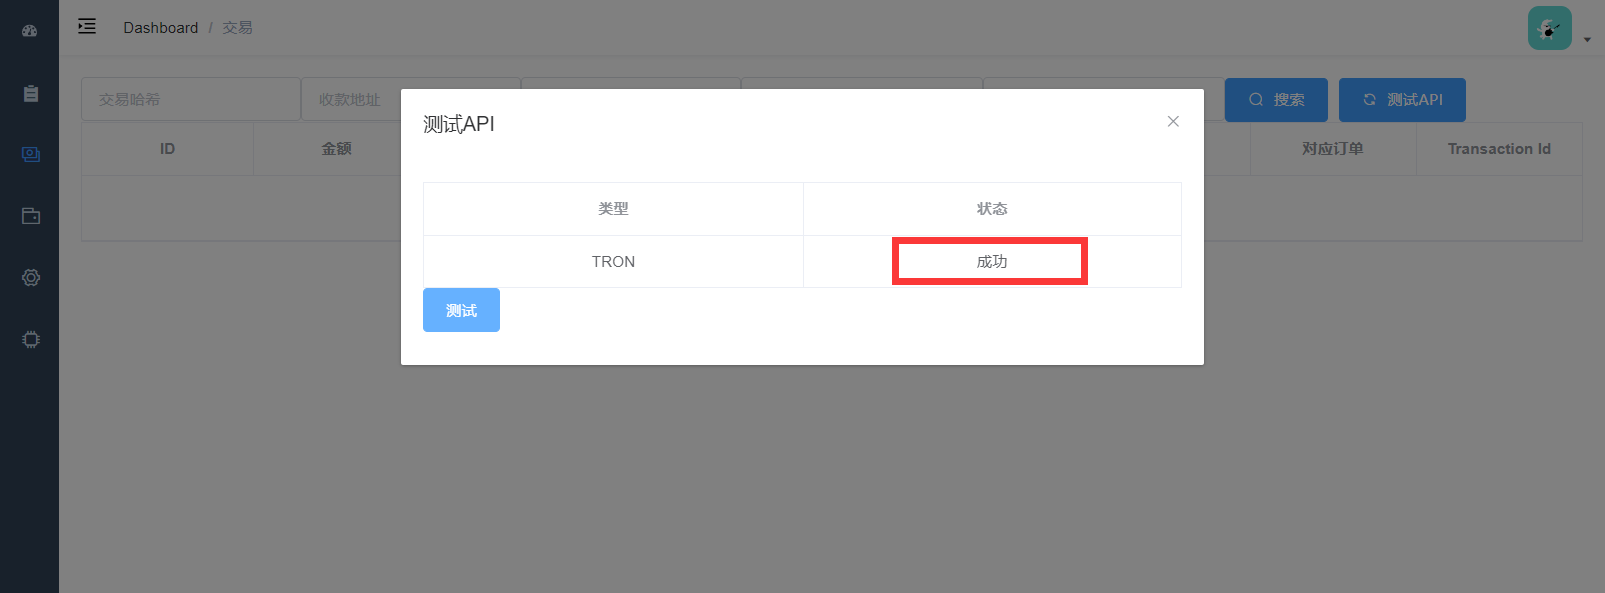 Dashboard / 交易
交易哈希
收款地址
搜索
测试API
ID
金额
对应订单
Transaction Id
测试API
类型
状态
TRON
成功
测试